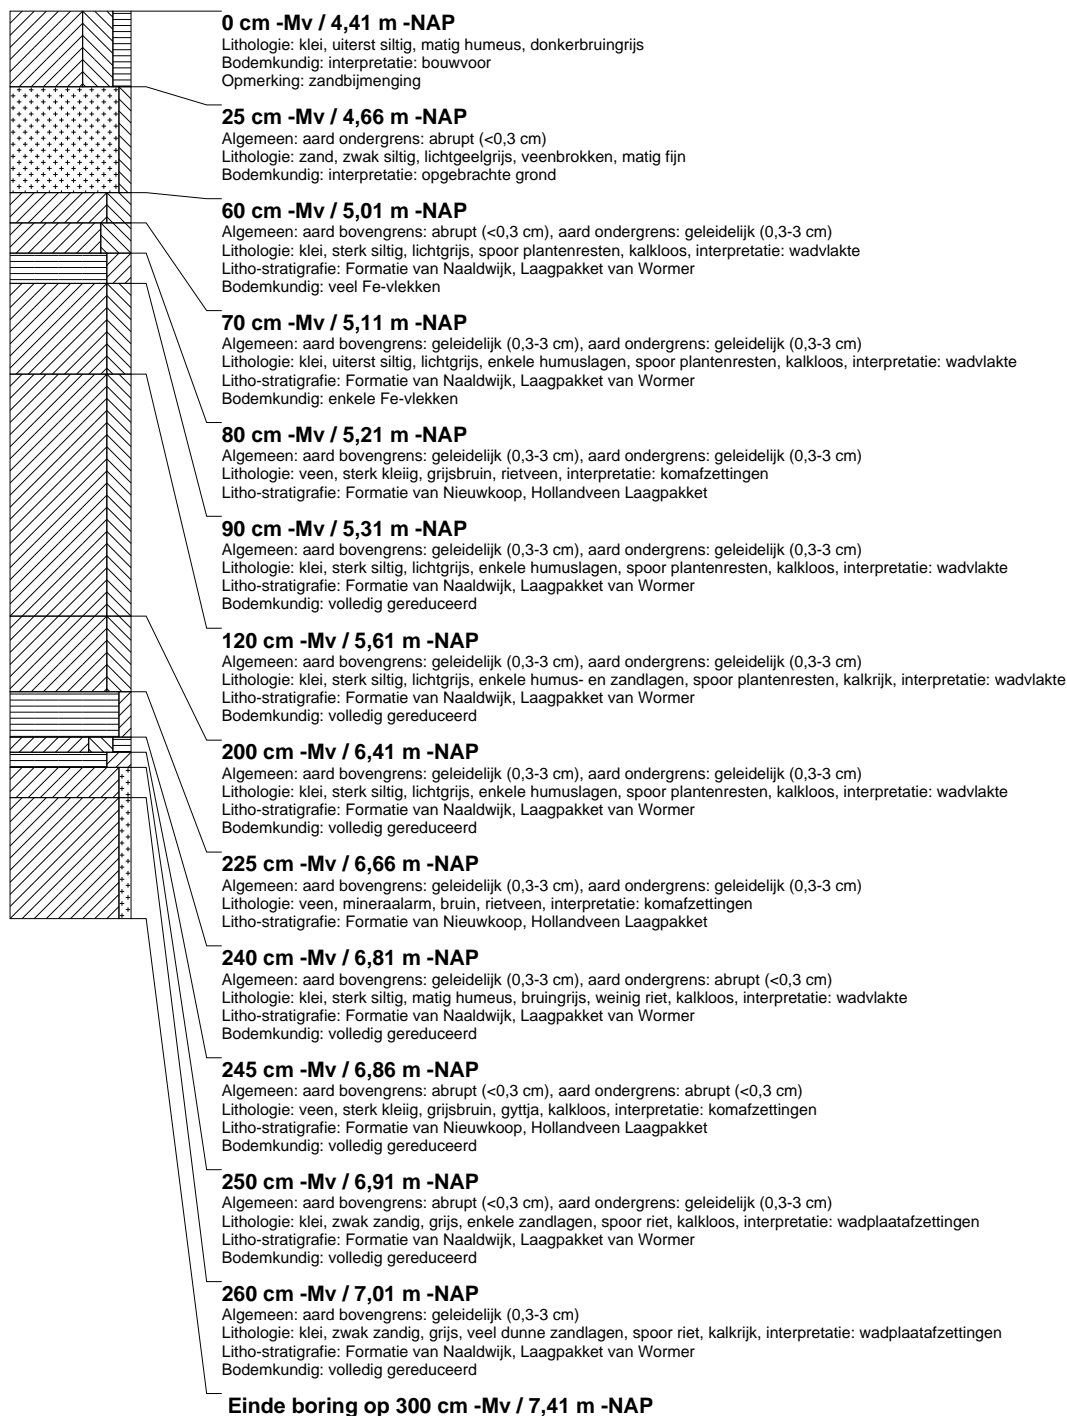 0 cm -Mv / 4,41 m -NAP
Lithologie: klei, uiterst siltig, matig humeus, donkerbruingrijs
Bodemkundig: interpretatie: bouwvoor
Opmerking: zandbijmenging
25 cm -Mv / 4,66 m -NAP
Algemeen: aard ondergrens: abrupt (<0,3 cm)
Lithologie: zand, zwak siltig, lichtgeelgrijs, veenbrokken, matig fijn
Bodemkundig: interpretatie: opgebrachte grond
60 cm -Mv / 5,01 m -NAP
Algemeen: aard bovengrens: abrupt (<0,3 cm), aard ondergrens: geleidelijk (0,3-3 cm)
Lithologie: klei, sterk siltig, lichtgrijs, spoor plantenresten, kalkloos, interpretatie: wadvlakte
Litho-stratigrafie: Formatie van Naaldwijk, Laagpakket van Wormer
Bodemkundig: veel Fe-vlekken
70 cm -Mv / 5,11 m -NAP
Algemeen: aard bovengrens: geleidelijk (0,3-3 cm), aard ondergrens: geleidelijk (0,3-3 cm)
Lithologie: klei, uiterst siltig, lichtgrijs, enkele humuslagen, spoor plantenresten, kalkloos, interpretatie: wadvlakte
Litho-stratigrafie: Formatie van Naaldwijk, Laagpakket van Wormer
Bodemkundig: enkele Fe-vlekken
80 cm -Mv / 5,21 m -NAP
Algemeen: aard bovengrens: geleidelijk (0,3-3 cm), aard ondergrens: geleidelijk (0,3-3 cm)
Lithologie: veen, sterk kleiig, grijsbruin, rietveen, interpretatie: komafzettingen
Litho-stratigrafie: Formatie van Nieuwkoop, Hollandveen Laagpakket
90 cm -Mv / 5,31 m -NAP
Algemeen: aard bovengrens: geleidelijk (0,3-3 cm), aard ondergrens: geleidelijk (0,3-3 cm)
Lithologie: klei, sterk siltig, lichtgrijs, enkele humuslagen, spoor plantenresten, kalkloos, interpretatie: wadvlakte
Litho-stratigrafie: Formatie van Naaldwijk, Laagpakket van Wormer
Bodemkundig: volledig gereduceerd
120 cm -Mv / 5,61 m -NAP
Algemeen: aard bovengrens: geleidelijk (0,3-3 cm), aard ondergrens: geleidelijk (0,3-3 cm)
Lithologie: klei, sterk siltig, lichtgrijs, enkele humus- en zandlagen, spoor plantenresten, kalkrijk, interpretatie: wadvlakte
Litho-stratigrafie: Formatie van Naaldwijk, Laagpakket van Wormer
Bodemkundig: volledig gereduceerd
200 cm -Mv / 6,41 m -NAP
Algemeen: aard bovengrens: geleidelijk (0,3-3 cm), aard ondergrens: geleidelijk (0,3-3 cm)
Lithologie: klei, sterk siltig, lichtgrijs, enkele humuslagen, spoor plantenresten, kalkloos, interpretatie: wadvlakte
Litho-stratigrafie: Formatie van Naaldwijk, Laagpakket van Wormer
Bodemkundig: volledig gereduceerd
225 cm -Mv / 6,66 m -NAP
Algemeen: aard bovengrens: geleidelijk (0,3-3 cm), aard ondergrens: geleidelijk (0,3-3 cm)
Lithologie: veen, mineraalarm, bruin, rietveen, interpretatie: komafzettingen
Litho-stratigrafie: Formatie van Nieuwkoop, Hollandveen Laagpakket
240 cm -Mv / 6,81 m -NAP
Algemeen: aard bovengrens: geleidelijk (0,3-3 cm), aard ondergrens: abrupt (<0,3 cm)
Lithologie: klei, sterk siltig, matig humeus, bruingrijs, weinig riet, kalkloos, interpretatie: wadvlakte
Litho-stratigrafie: Formatie van Naaldwijk, Laagpakket van Wormer
Bodemkundig: volledig gereduceerd
245 cm -Mv / 6,86 m -NAP
Algemeen: aard bovengrens: abrupt (<0,3 cm), aard ondergrens: abrupt (<0,3 cm)
Lithologie: veen, sterk kleiig, grijsbruin, gyttja, kalkloos, interpretatie: komafzettingen
Litho-stratigrafie: Formatie van Nieuwkoop, Hollandveen Laagpakket
Bodemkundig: volledig gereduceerd
250 cm -Mv / 6,91 m -NAP
Algemeen: aard bovengrens: abrupt (<0,3 cm), aard ondergrens: geleidelijk (0,3-3 cm)
Lithologie: klei, zwak zandig, grijs, enkele zandlagen, spoor riet, kalkloos, interpretatie: wadplaatafzettingen
Litho-stratigrafie: Formatie van Naaldwijk, Laagpakket van Wormer
Bodemkundig: volledig gereduceerd
260 cm -Mv / 7,01 m -NAP
Algemeen: aard bovengrens: geleidelijk (0,3-3 cm)
Lithologie: klei, zwak zandig, grijs, veel dunne zandlagen, spoor riet, kalkrijk, interpretatie: wadplaatafzettingen
Litho-stratigrafie: Formatie van Naaldwijk, Laagpakket van Wormer
Bodemkundig: volledig gereduceerd
Einde boring op 300 cm -Mv / 7,41 m -NAP